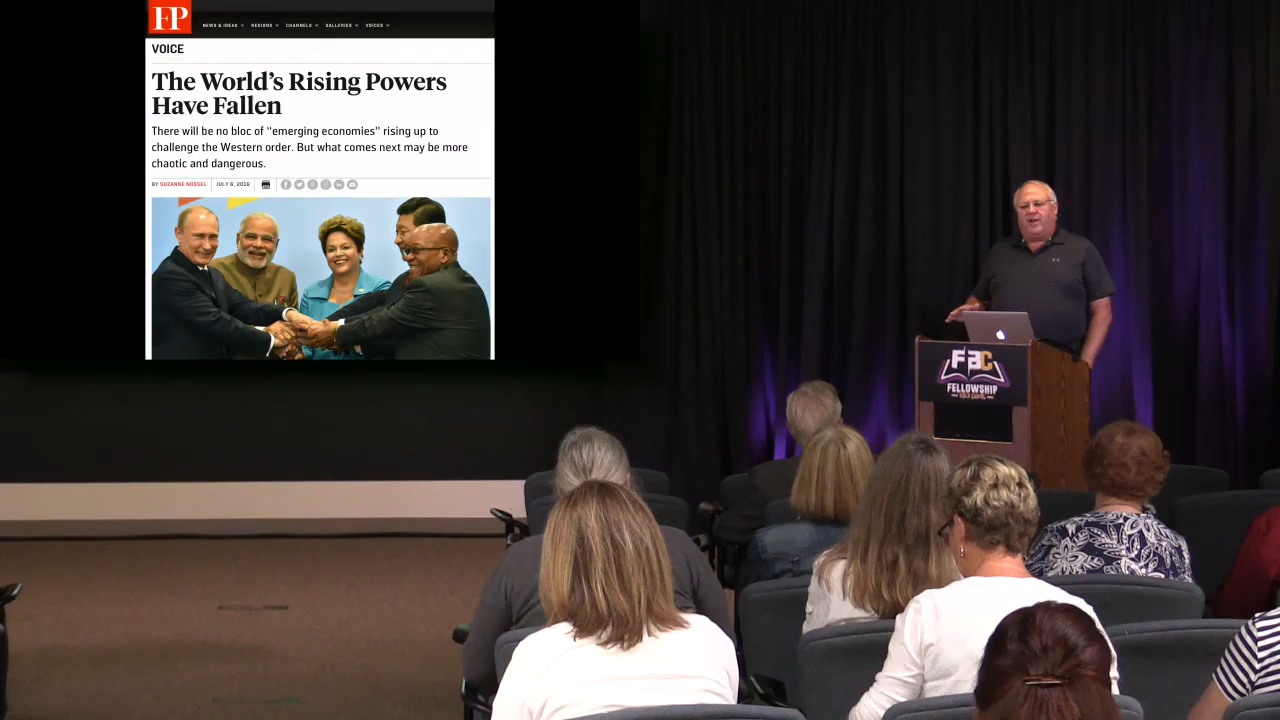 FP
NEWS & IDEAS REGIONS CHANNELS GALLERIES VOICES
VOICE
The World's Rising Powers
Have Fallen
There will be no bloc of "emerging economies" rising up to
challenge the Western order. But what comes next may be more
chaotic and dangerous.
BY SUZANNE NOSSEL JULY 6, 2016
FBC
FELLOWSHIP
BIBLE CHAPEL